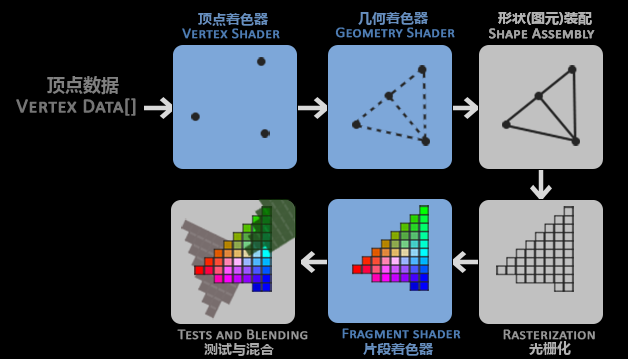 顶点着色器
VERTEX SHADER
几何着色器
GEOMETRY SHADER
形状(图元)装配
SHAPE ASSEMBLY
顶点数据
VERTEX DATA[]
TESTS AND BLENDING
测试与混合
FRAGMENT SHADER
片段着色器
RASTERIZATION
光栅化